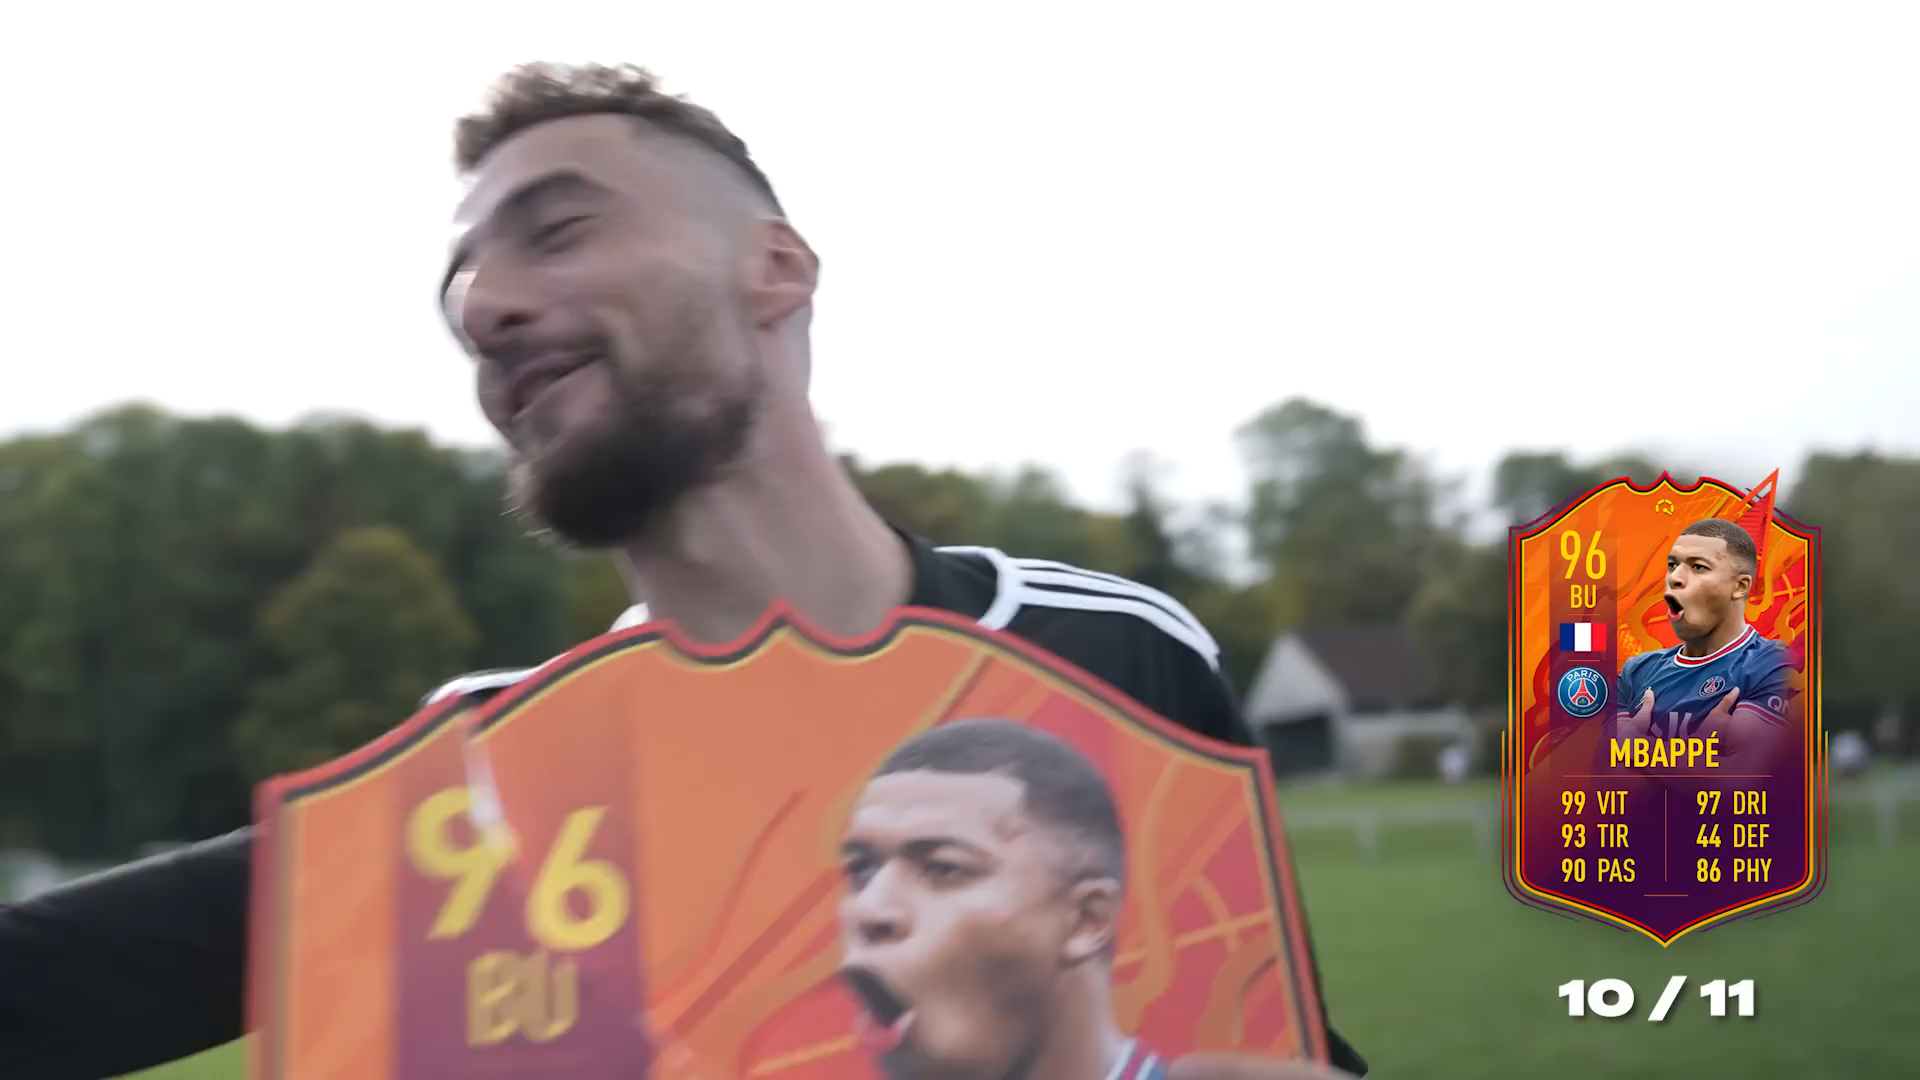 96
BU
96
BU
PARIS
QN
MBAPPÉ
99 VIT 97 DRI
93 TIR 44 DEF
90 PAS 86 PHY
10 / 11